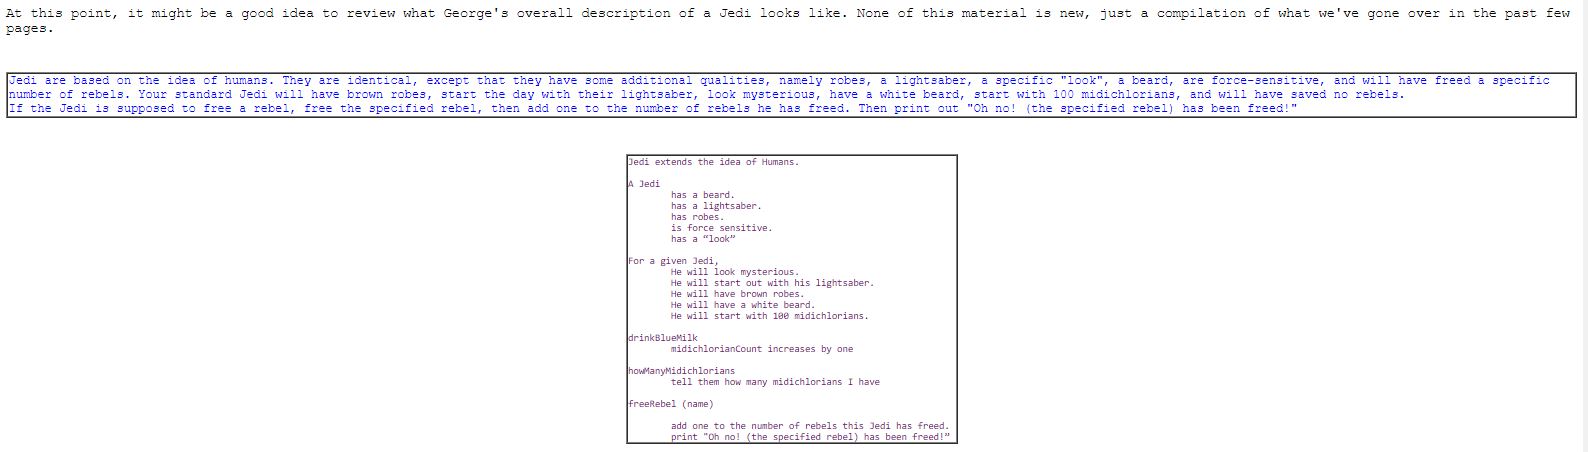 At this point, it might be a good idea to review what George's overall description of a Jedi looks like. None of this material is new, just a compilation of what we've gone over in the past few
pages.
Jedi are based on the idea of humans. They are identical, except that they have some additional qualities, namely robes, a lightsaber, a specific "look", a beard, are force-sensitive, and will have freed a specific
number of rebels. Your standard Jedi will have brown robes, start the day with their lightsaber, look mysterious, have a white beard, start with 100 midichlorians, and will have saved no rebels.
If the Jedi is supposed to free a rebel, free the specified rebel, then add one to the number of rebels he has freed. Then print out "Oh no! (the specified rebel) has been freed!"
Jedi extends the idea of Humans.
A Jedi
has a beard.
has a lightsaber.
has robes.
is force sensitive.
has a “look”
For a given Jedi,
He will look mysterious.
He will start out with his lightsaber.
He will have brown robes.
He will have a white beard.
He will start with 100 midichlorians.
drinkBlueMilk
midichlorianCount increases by one
howManyMidichlorians
tell them how many midichlorians I have
freeRebel (name)
add one to the number of rebels this Jedi has freed.
print "Oh no! (the specified rebel) has been freed!”